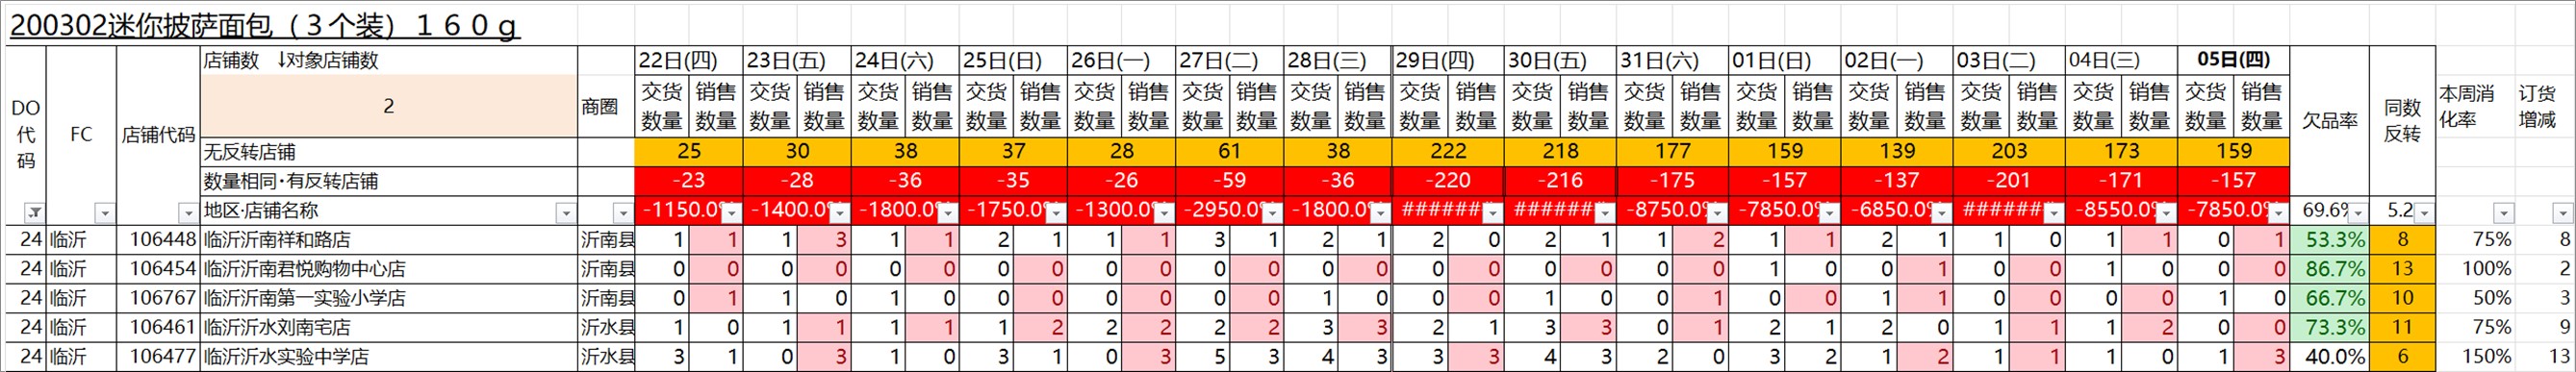 200302迷你披萨面包（３个装）１６０ｇ
DO代码 FC 店铺代码 店铺数 ↓对象店铺数 商圈 22日(四) 23日(五) 24日(六) 25日(日) 26日(一) 27日(二) 28日(三) 29日(四) 30日(五) 31日(六) 01日(日) 02日(一) 03日(二) 04日(三) 05日(四) 欠品率 同数反转 本周消化率 订货增减
2 交货数量 销售数量 交货数量 销售数量 交货数量 销售数量 交货数量 销售数量 交货数量 销售数量 交货数量 销售数量 交货数量 销售数量 交货数量 销售数量 交货数量 销售数量 交货数量 销售数量 交货数量 销售数量 交货数量 销售数量 交货数量 销售数量 交货数量 销售数量 交货数量 销售数量
无反转店铺 25 30 38 37 28 61 38 222 218 177 159 139 203 173 159
数量相同·有反转店铺 -23 -28 -36 -35 -26 -59 -36 -220 -216 -175 -157 -137 -201 -171 -157
地区·店铺名称 -1150.0% -1400.0% -1800.0% -1750.0% -1300.0% -2950.0% -1800.0% ####### ####### -8750.0% -7850.0% -6850.0% ####### -8550.0% -7850.0% 69.6% 5.2
24 临沂 106448 临沂沂南祥和路店 沂南县 1 1 1 3 1 1 2 1 1 1 3 1 2 1 2 0 2 1 1 2 1 1 2 1 1 0 1 1 0 1 53.3% 8 75% 8
24 临沂 106454 临沂沂南君悦购物中心店 沂南县 0 0 0 0 0 0 0 0 0 0 0 0 0 0 0 0 0 0 0 0 1 0 0 1 0 0 1 0 0 0 86.7% 13 100% 2
24 临沂 106767 临沂沂南第一实验小学店 沂南县 0 1 1 0 1 0 0 0 0 0 0 0 1 0 0 0 1 0 0 1 0 0 1 1 0 0 0 0 1 0 66.7% 10 50% 3
24 临沂 106461 临沂沂水刘南宅店 沂水县 1 0 1 1 1 1 1 2 2 2 2 2 3 3 2 1 3 3 0 1 2 1 2 0 1 1 1 2 0 0 73.3% 11 75% 9
24 临沂 106477 临沂沂水实验中学店 沂水县 3 1 0 3 1 0 3 1 0 3 5 3 4 3 3 3 4 3 2 0 3 2 1 2 1 1 1 0 1 3 40.0% 6 150% 13